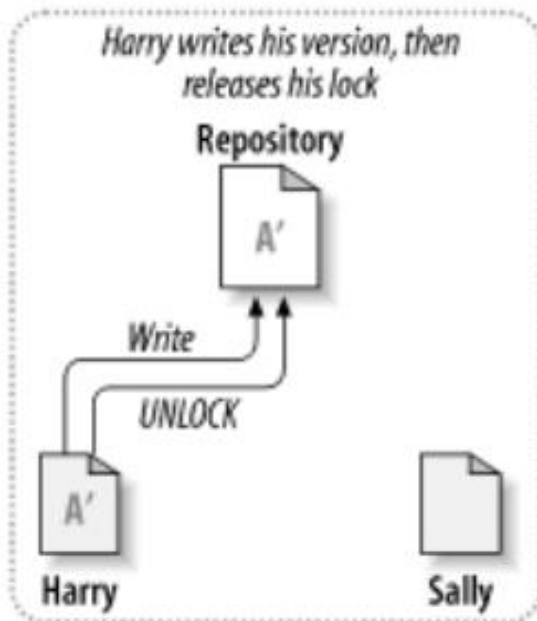 Harry writes his version, then
releases his lock
Repository
A′
Write
UNLOCK
A′
Harry Sally